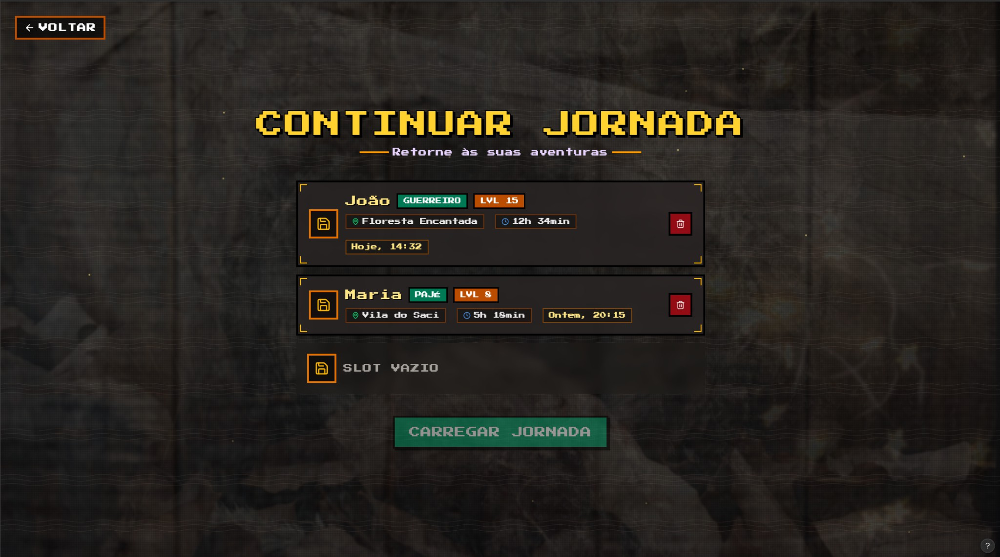 ← VOLTAR
CONTINUAR JORNADA
Retorne às suas aventuras
João GUERREIRO LVL 15
Floresta Encantada 12h 34min
Hoje, 14:32
Maria PAJé LVL 8
Vila do Saci 5h 18min Ontem, 20:15
SLOT VAZIO
CARREGAR JORNADA
?